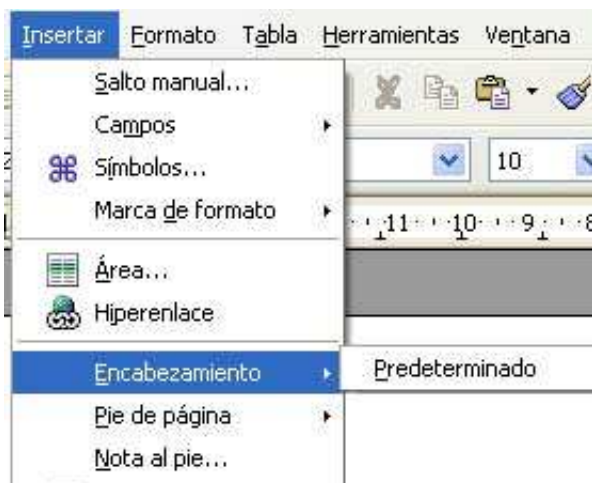 Insertar Formato Tabla Herramientas Ventana
Salto manual...
Campos
Símbolos...
10
Marca de formato
11 10 9 8
Área...
Hiperenlace
Encabezamiento Predeterminado
Pie de página
Nota al pie...